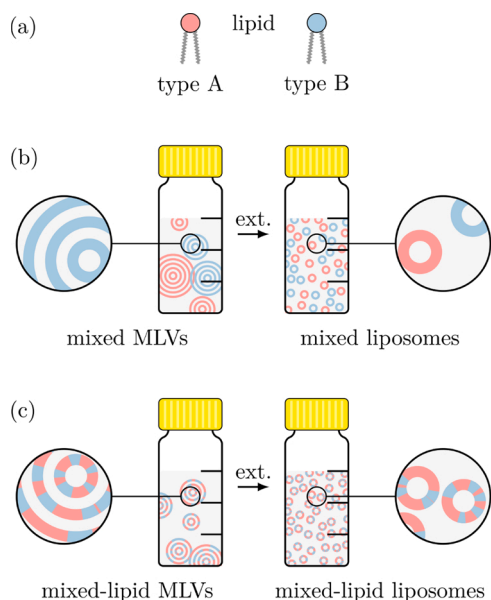 (a) lipid
type A type B
(b)
ext.
mixed MLVs mixed liposomes
(c)
ext.
mixed-lipid MLVs mixed-lipid liposomes